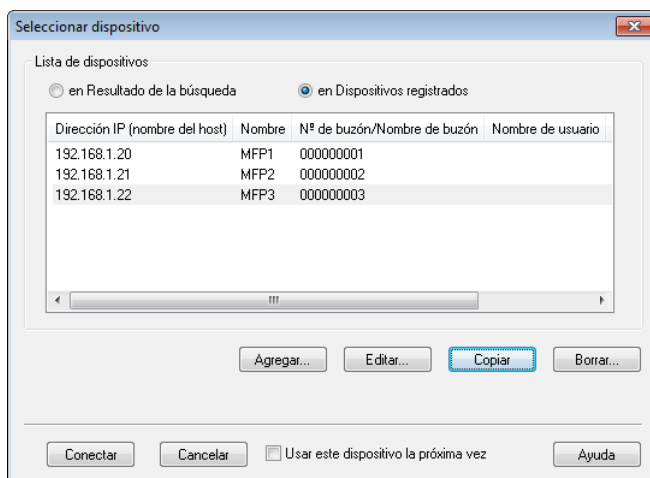 Seleccionar dispositivo
Lista de dispositivos
en Resultado de la búsqueda en Dispositivos registrados
Dirección IP (nombre del host) Nombre Nº de buzón/Nombre de buzón Nombre de usuario
192.168.1.20 MFP1 000000001
192.168.1.21 MFP2 000000002
192.168.1.22 MFP3 000000003
Agregar... Editar... Copiar Borrar...
Conectar Cancelar Usar este dispositivo la próxima vez Ayuda